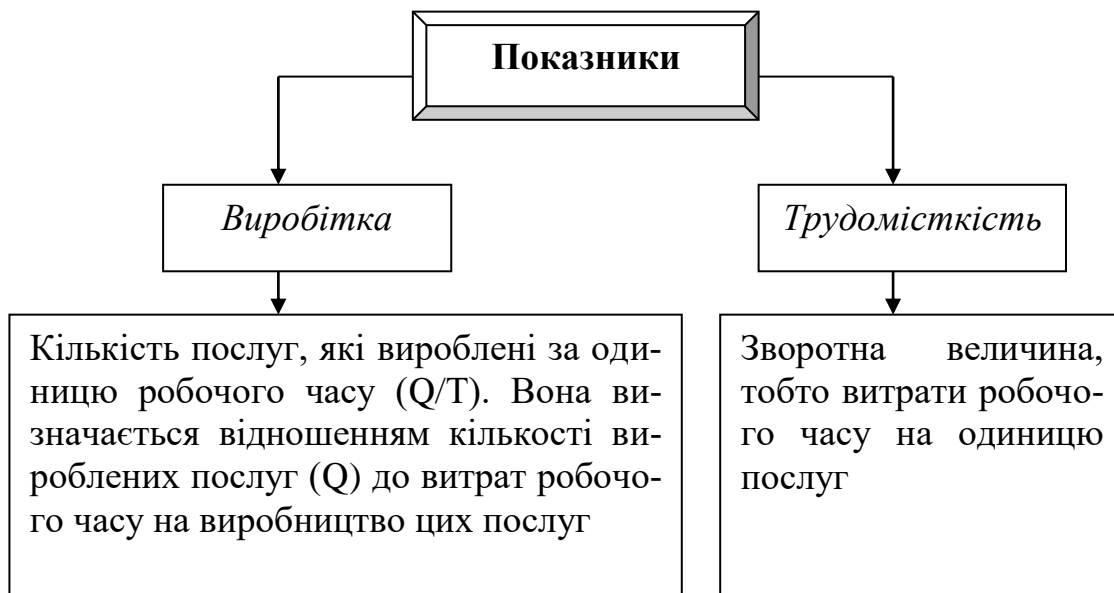 Показники
Виробітка
Трудомісткість
Кількість послуг, які вироблені за оди-
ницю робочого часу (Q/T). Вона ви-
значається відношенням кількості ви-
роблених послуг (Q) до витрат робочо-
го часу на виробництво цих послуг
Зворотна величина,
тобто витрати робочо-
го часу на одиницю
послуг